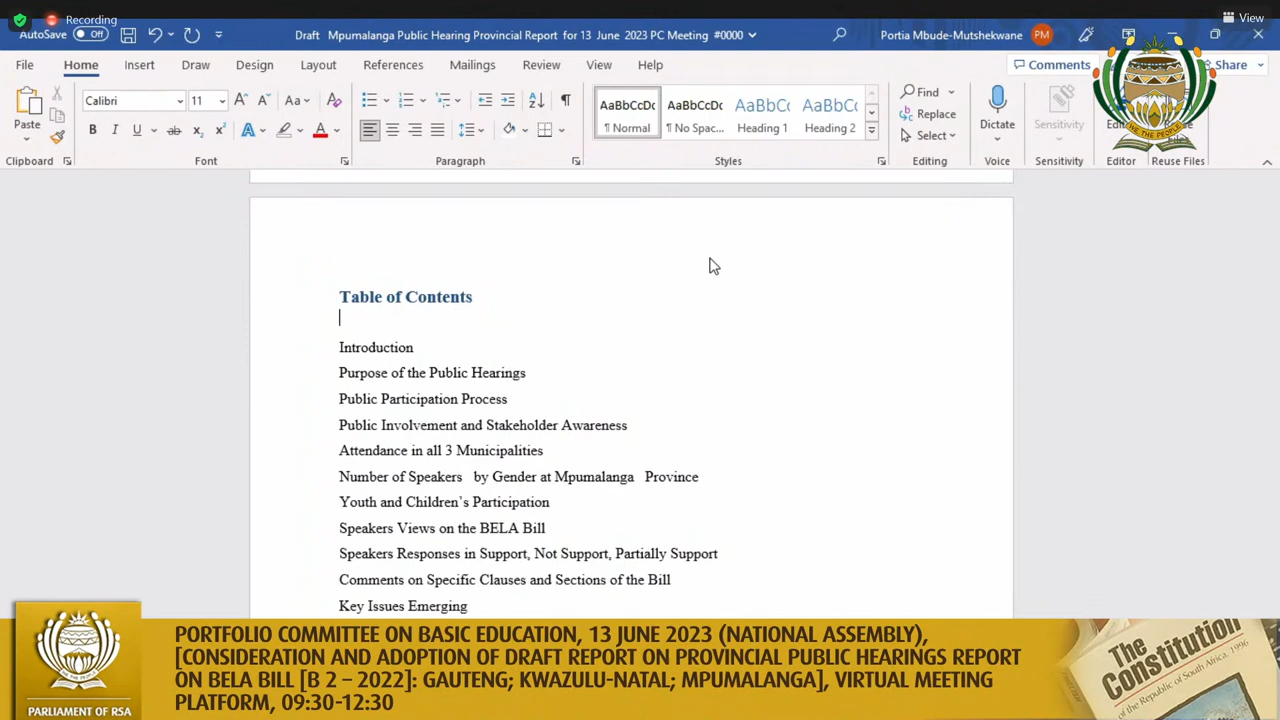 Recording
View
AutoSave Off
Draft Mpumalanga Public Hearing Provincial Report for 13 June 2023 PC Meeting #0000
Portia Mbude-Mutshekwane PM
File Home Insert Draw Design Layout References Mailings Review View Help
Comments Share
Calibri 11
Paste
AaBbCcDc AaBbCcDc AaBbCc AaBbCc
¶ Normal ¶ No Spac... Heading 1 Heading 2
Find
Replace
Select
Dictate
Sensitivity
Clipboard Font Paragraph Styles Editing Voice Sensitivity Editor Reuse Files
Table of Contents
Introduction
Purpose of the Public Hearings
Public Participation Process
Public Involvement and Stakeholder Awareness
Attendance in all 3 Municipalities
Number of Speakers by Gender at Mpumalanga Province
Youth and Children's Participation
Speakers Views on the BELA Bill
Speakers Responses in Support, Not Support, Partially Support
Comments on Specific Clauses and Sections of the Bill
Key Issues Emerging
PORTFOLIO COMMITTEE ON BASIC EDUCATION, 13 JUNE 2023 (NATIONAL ASSEMBLY),
[CONSIDERATION AND ADOPTION OF DRAFT REPORT ON PROVINCIAL PUBLIC HEARINGS REPORT
ON BELA BILL [B 2 – 2022]: GAUTENG; KWAZULU-NATAL; MPUMALANGA], VIRTUAL MEETING
PLATFORM, 09:30-12:30
PARLIAMENT OF RSA
The
Constitution
of the Republic of South Africa, 1996